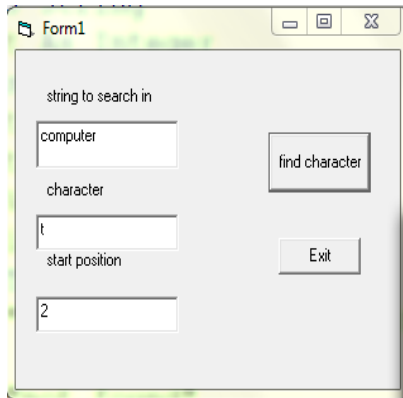 Form1
string to search in
computer
find character
character
t
start position
Exit
2